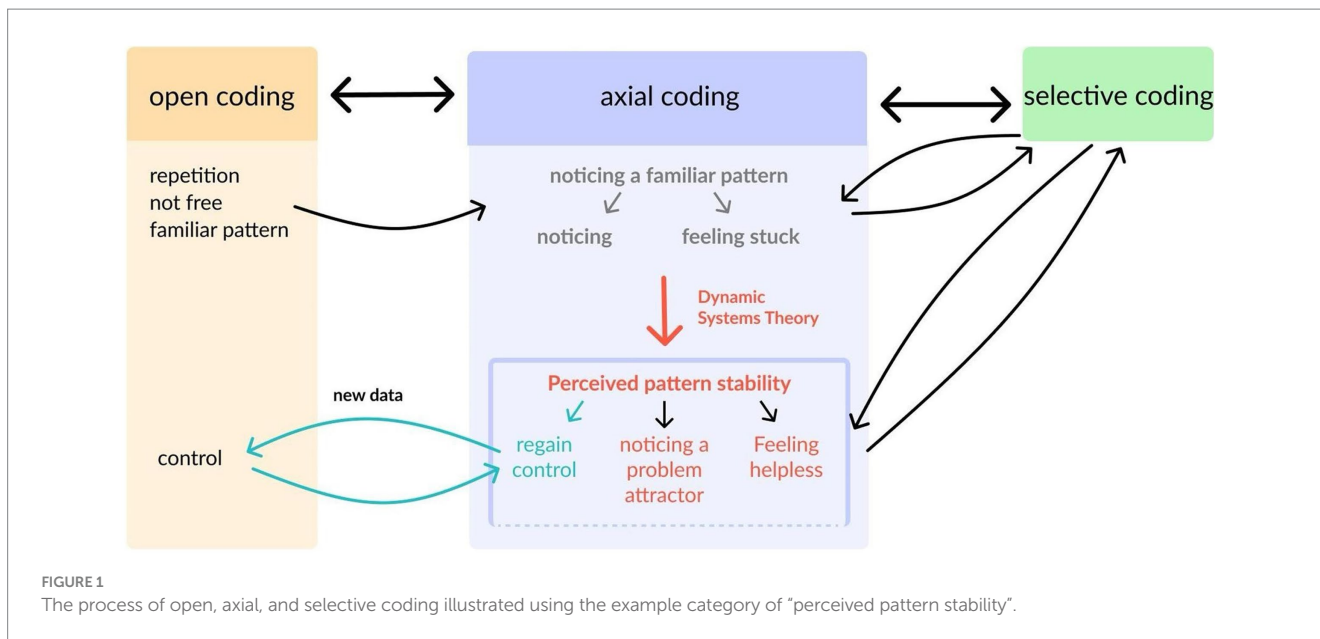 open coding
axial coding
selective coding
repetition
not free
familiar pattern
noticing a familiar pattern
noticing
feeling stuck
Dynamic
Systems Theory
Perceived pattern stability
new data
control
regain
control
noticing a
problem
attractor
Feeling
helpless
FIGURE 1
The process of open, axial, and selective coding illustrated using the example category of “perceived pattern stability”.